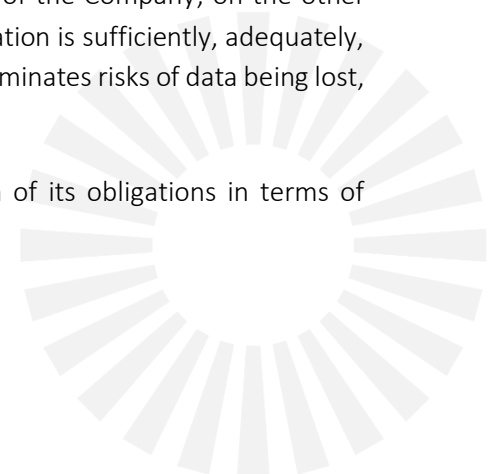 of the Company, on the other
ation is sufficiently, adequately,
minates risks of data being lost,
of its obligations in terms of